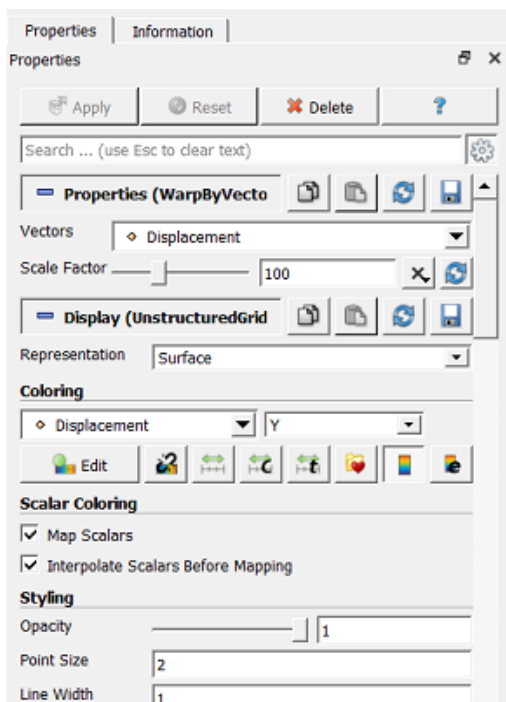 Properties Information
Properties
Apply Reset Delete ?
Search ... (use Esc to clear text)
Properties (WarpByVecto
Vectors Displacement
Scale Factor 100
Display (UnstructuredGrid
Representation Surface
Coloring
Displacement Y
Edit
Scalar Coloring
Map Scalars
Interpolate Scalars Before Mapping
Styling
Opacity 1
Point Size 2
Line Width 1